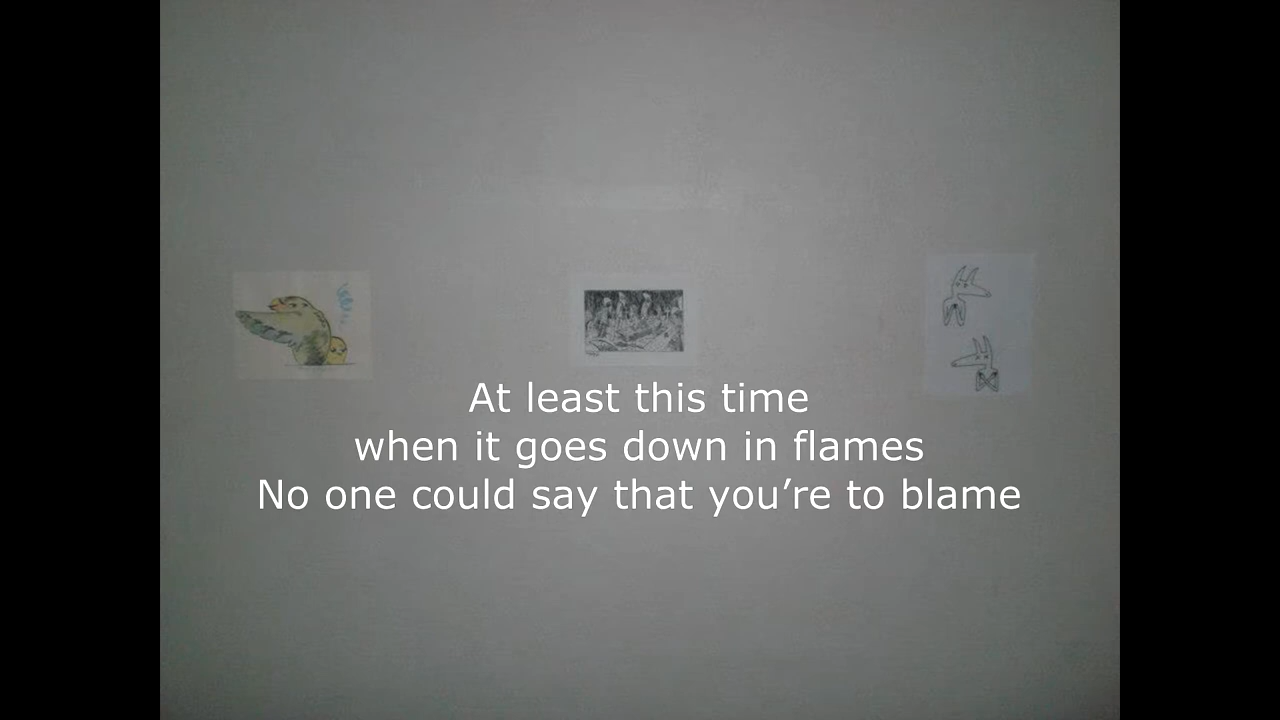 At least this time
when it goes down in flames
No one could say that you’re to blame